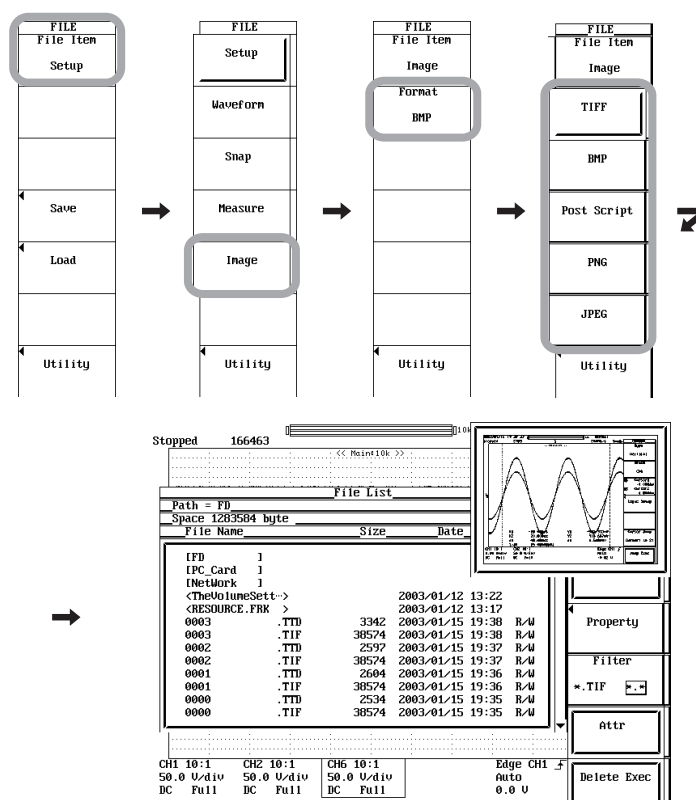 FILE
File Item
Setup
Save
Load
Utility
FILE
Setup
Waveform
Snap
Measure
Image
Utility
FILE
File Item
Image
Format
BMP
Utility
FILE
File Item
Image
TIFF
BMP
Post Script
PNG
JPEG
Utility
Stopped 166463
<< Main:10k >>
File List
Path = FD
Space 1283584 byte
File Name Size Date
[FD ]
[PC_Card ]
[NetWork ]
<TheVolumeSett…> 2003/01/12 13:22
<RESOURCE.FRK > 2003/01/12 13:17
0003 .TTD 3342 2003/01/15 19:38 R/W
0003 .TIF 38574 2003/01/15 19:38 R/W
0002 .TTD 2597 2003/01/15 19:37 R/W
0002 .TIF 38574 2003/01/15 19:37 R/W
0001 .TTD 2604 2003/01/15 19:36 R/W
0001 .TIF 38574 2003/01/15 19:36 R/W
0000 .TTD 2534 2003/01/15 19:35 R/W
0000 .TIF 38574 2003/01/15 19:35 R/W
Property
Filter
*.TIF *.*
Attr
Delete Exec
CH1 10:1 CH2 10:1 CH6 10:1 Edge CH1
50.0 V/div 50.0 V/div 50.0 V/div Auto
DC Full DC Full DC Full 0.0 V